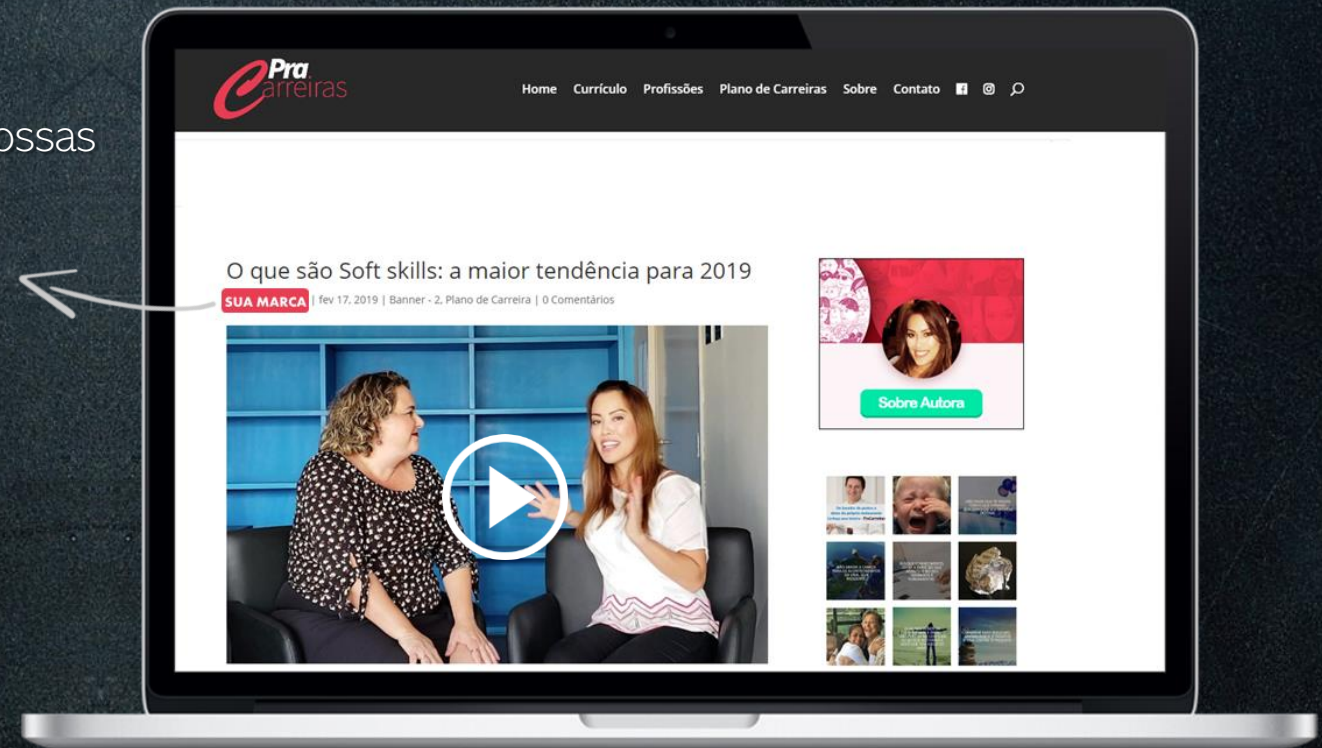 ossas
Pra
Carreiras
Home Currículo Profissões Plano de Carreiras Sobre Contato
O que são Soft skills: a maior tendência para 2019
SUA MARCA | fev 17, 2019 | Banner - 2, Plano de Carreira | 0 Comentários
Sobre Autora